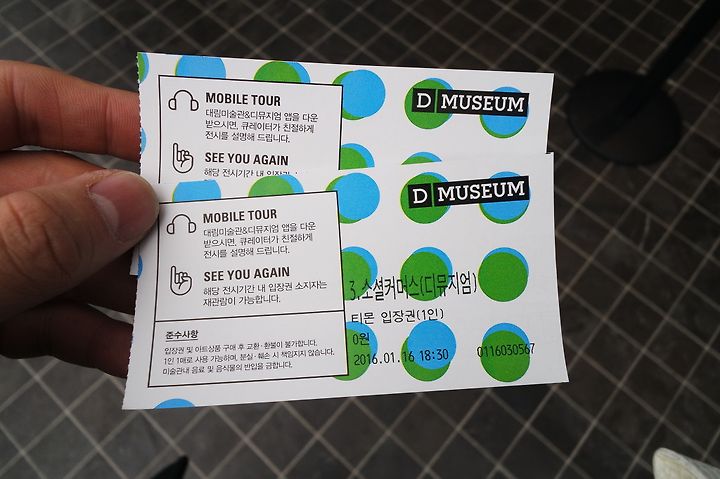 MOBILE TOUR
대림미술관&디뮤지엄 앱을 다운
받으시면, 큐레이터가 친절하게
전시를 설명해 드립니다.
SEE YOU AGAIN
해당 전시기간 내 입장권
D MUSEUM
MOBILE TOUR
대림미술관&디뮤지엄 앱을 다운
받으시면, 큐레이터가 친절하게
전시를 설명해 드립니다.
SEE YOU AGAIN
해당 전시기간 내 입장권 소지자는
재관람이 가능합니다.
준수사항
입장권 및 아트상품 구매 후 교환·환불이 불가합니다.
1인 1매로 사용 가능하며, 분실·훼손 시 책임지지 않습니다.
미술관내 음료 및 음식물의 반입을 금합니다.
D MUSEUM
3.소셜커머스(디뮤지엄)
티몬 입장권(1인)
0원
2016.01.16 18:30 0116030567